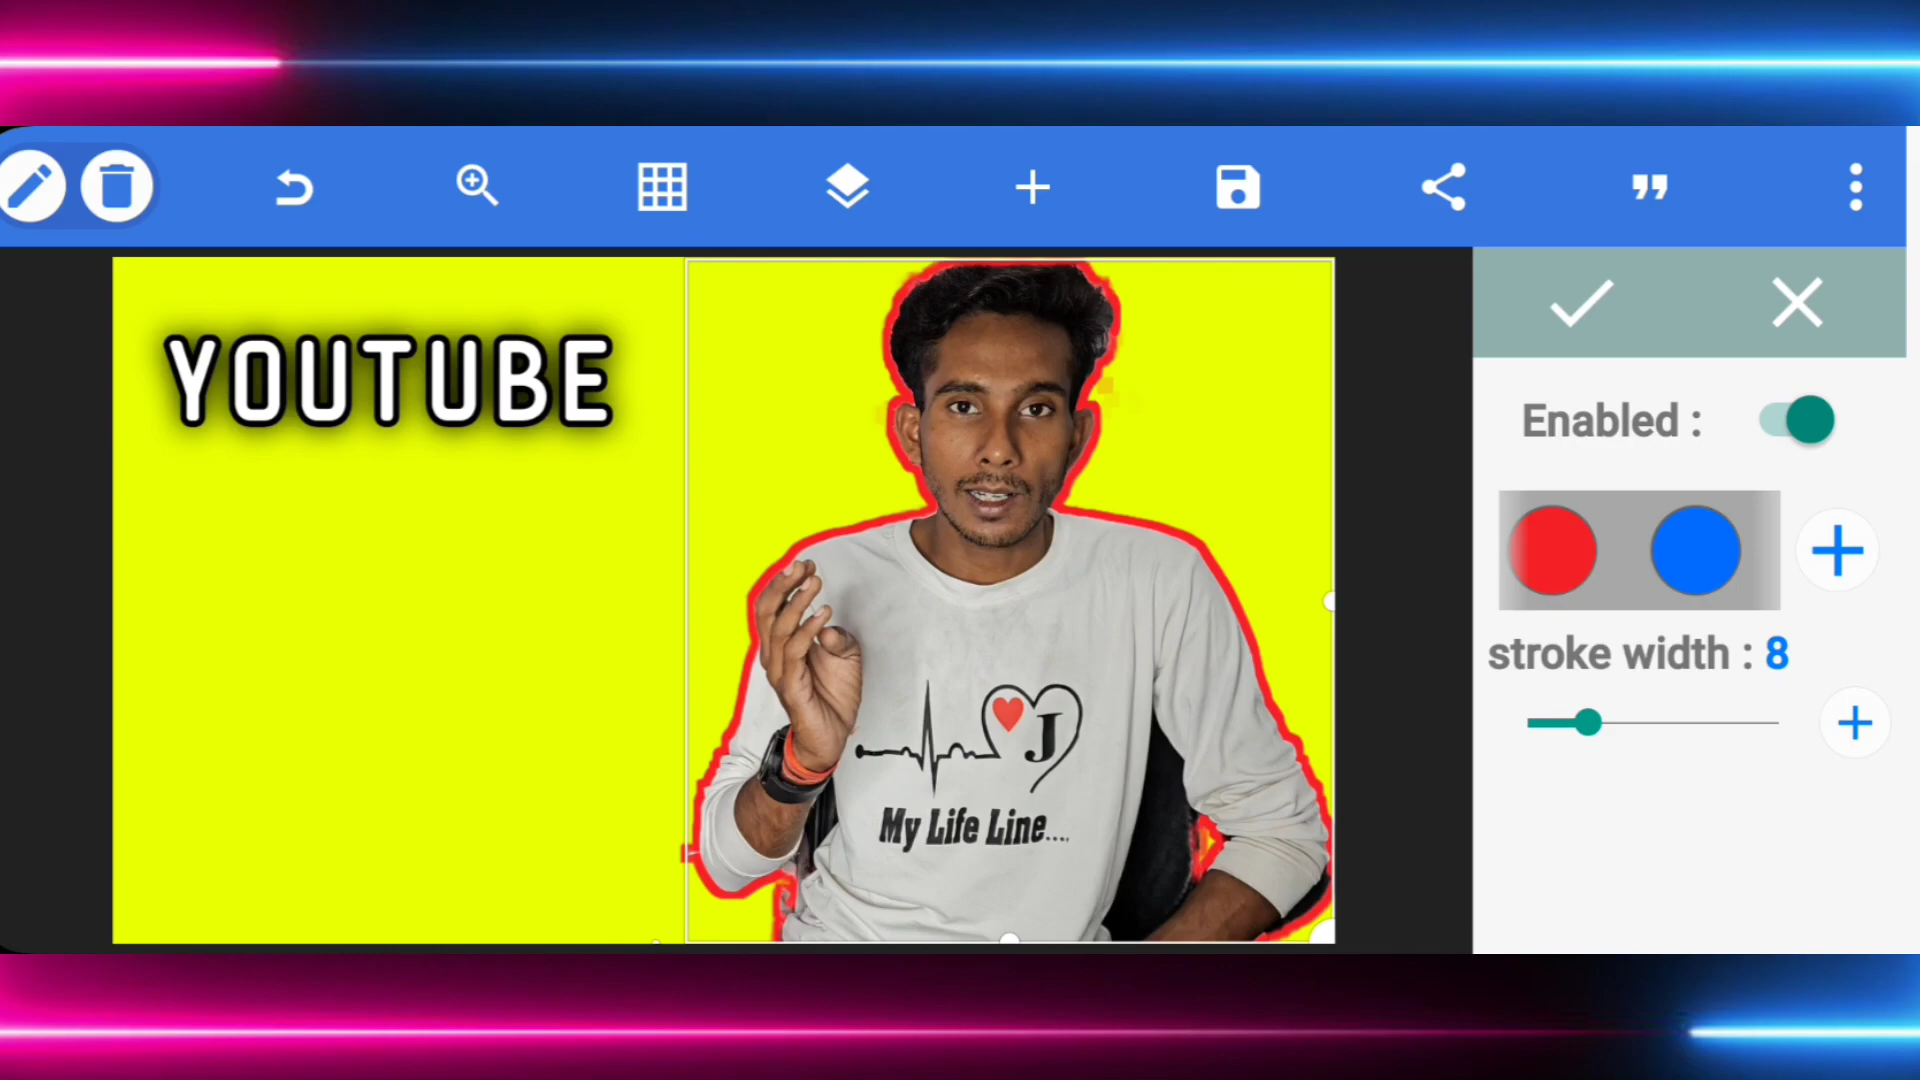 YOUTUBE
Enabled :
stroke width : 8
J
My Life Line....